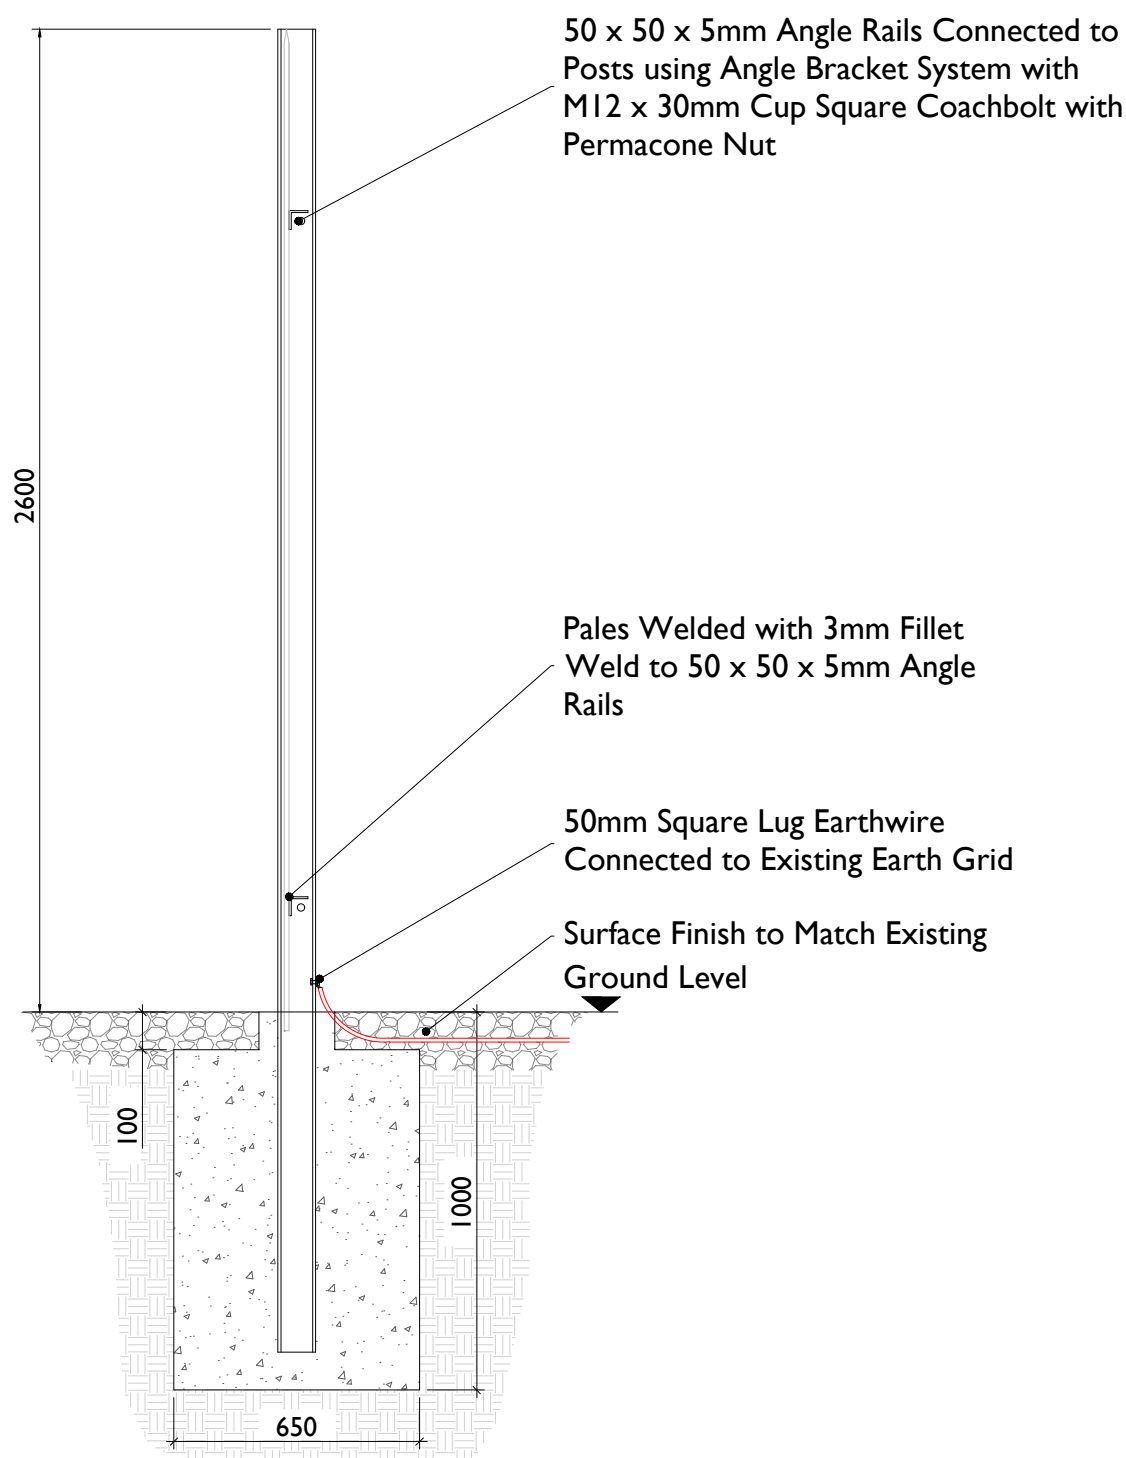 50 x 50 x 5mm Angle Rails Connected to
Posts using Angle Bracket System with
M12 x 30mm Cup Square Coachbolt with
Permacone Nut
2600
Pales Welded with 3mm Fillet
Weld to 50 x 50 x 5mm Angle
Rails
50mm Square Lug Earthwire
Connected to Existing Earth Grid
Surface Finish to Match Existing
Ground Level
100
1000
650